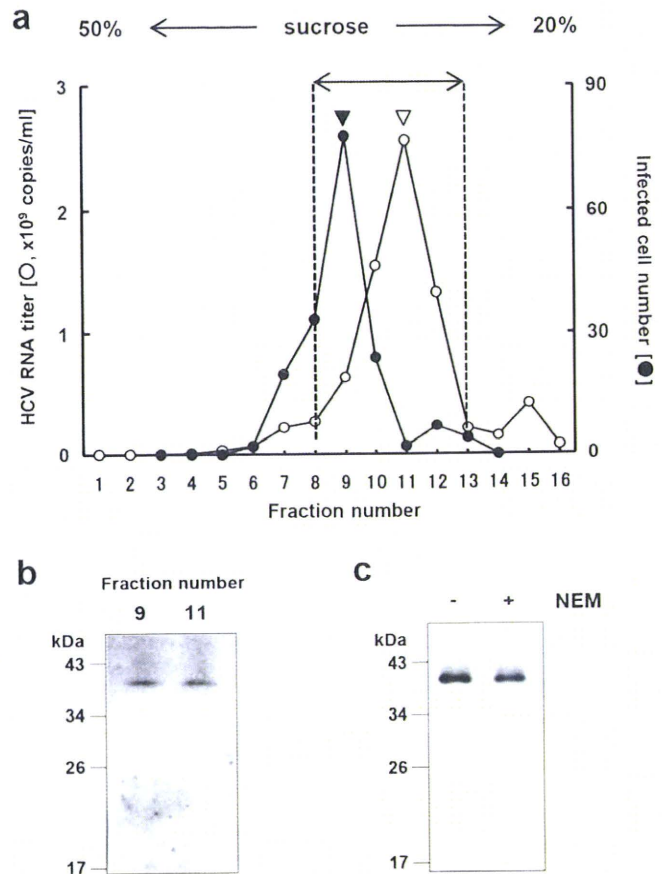 a
50% ← sucrose → 20%
3
2
1
0
HCV RNA titer [○, x10⁹ copies/ml]
90
60
30
0
Infected cell number [●]
1 2 3 4 5 6 7 8 9 10 11 12 13 14 15 16
Fraction number
b
Fraction number
9 11
kDa
43
34
26
17
c
- + NEM
kDa
43
34
26
17